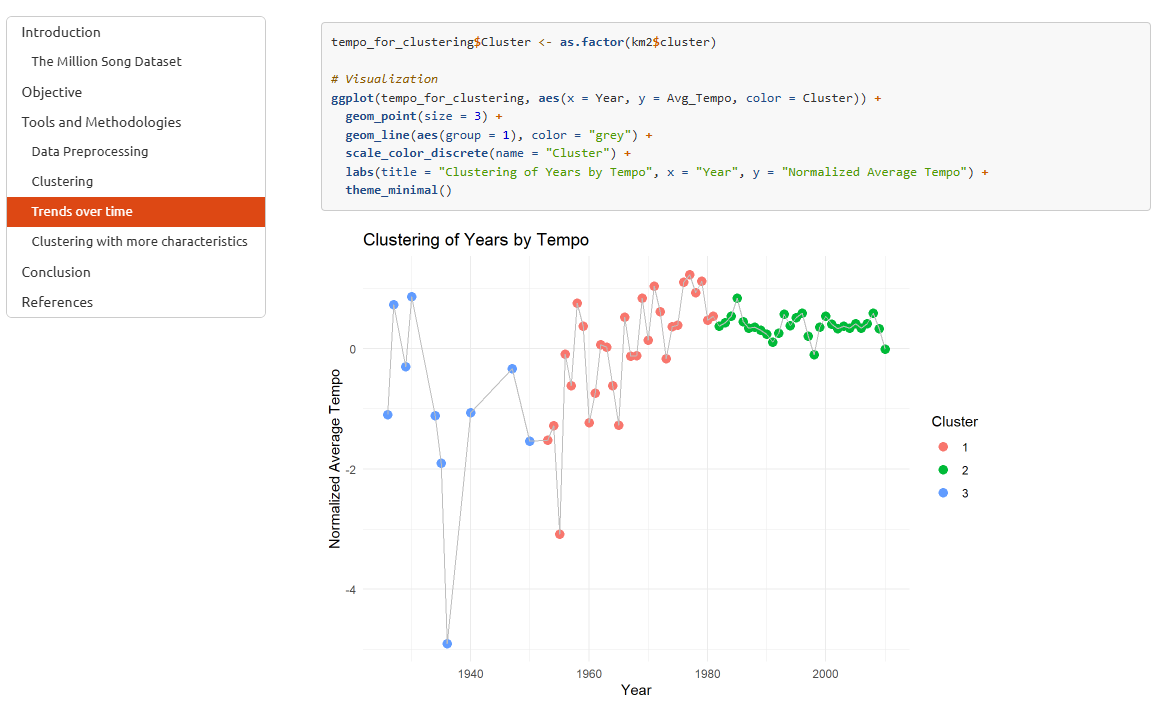 Introduction
The Million Song Dataset
Objective
Tools and Methodologies
Data Preprocessing
Clustering
Trends over time
Clustering with more characteristics
Conclusion
References
tempo_for_clustering$Cluster <- as.factor(km2$cluster)
# Visualization
ggplot(tempo_for_clustering, aes(x = Year, y = Avg_Tempo, color = Cluster)) +
geom_point(size = 3) +
geom_line(aes(group = 1), color = "grey") +
scale_color_discrete(name = "Cluster") +
labs(title = "Clustering of Years by Tempo", x = "Year", y = "Normalized Average Tempo") +
theme_minimal()
Clustering of Years by Tempo
Normalized Average Tempo
0
-2
-4
1940
1960
1980
2000
Year
Cluster
1
2
3